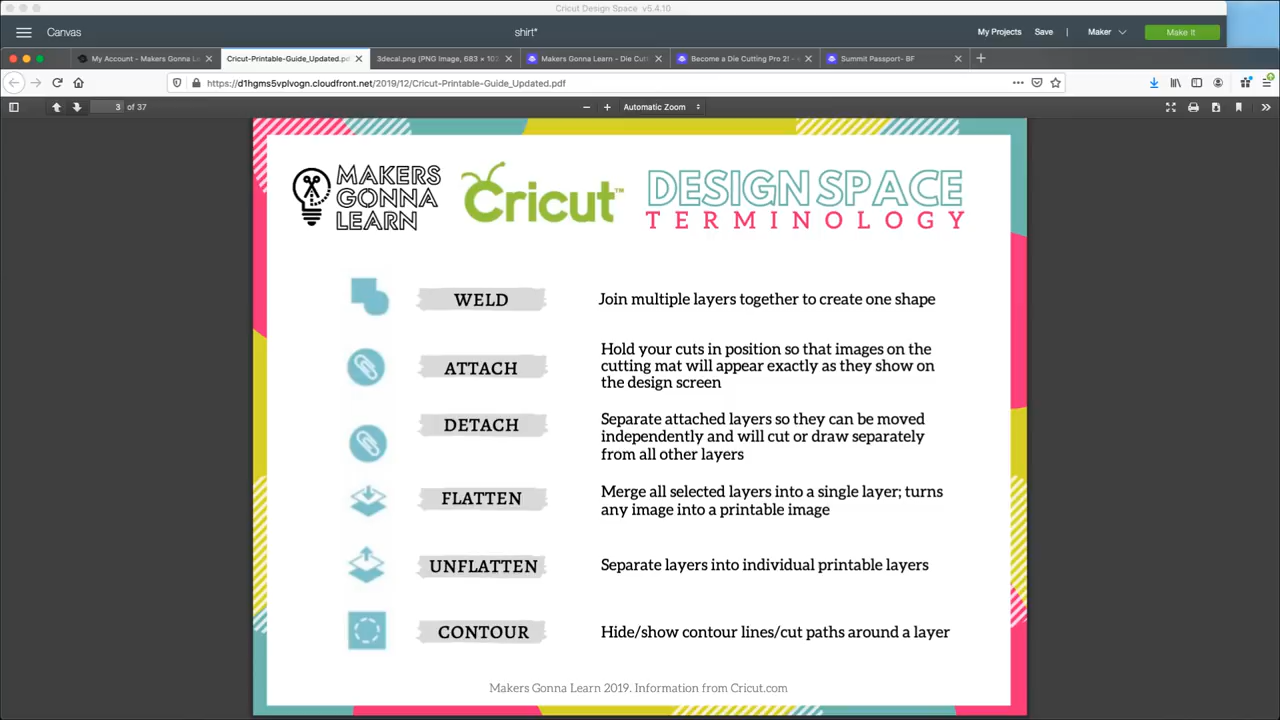 Cricut Design Space v5.4.10
Canvas
shirt*
My Projects Save | Maker Make It
My Account - Makers Gonna L
Cricut-Printable-Guide_Updated.pd
3decal.png (PNG Image, 683 × 102
Makers Gonna Learn - Die Cut
Become a Die Cutting Pro 2! -
Summit Passport- BF
https://d1hgms5vplvogn.cloudfront.net/2019/12/Cricut-Printable-Guide_Updated.pdf
3 of 37
Automatic Zoom
MAKERS
GONNA
LEARN
Cricut™
DESIGN SPACE
TERMINOLOGY
WELD
Join multiple layers together to create one shape
ATTACH
Hold your cuts in position so that images on the
cutting mat will appear exactly as they show on
the design screen
DETACH
Separate attached layers so they can be moved
independently and will cut or draw separately
from all other layers
FLATTEN
Merge all selected layers into a single layer; turns
any image into a printable image
UNFLATTEN
Separate layers into individual printable layers
CONTOUR
Hide/show contour lines/cut paths around a layer
Makers Gonna Learn 2019. Information from Cricut.com